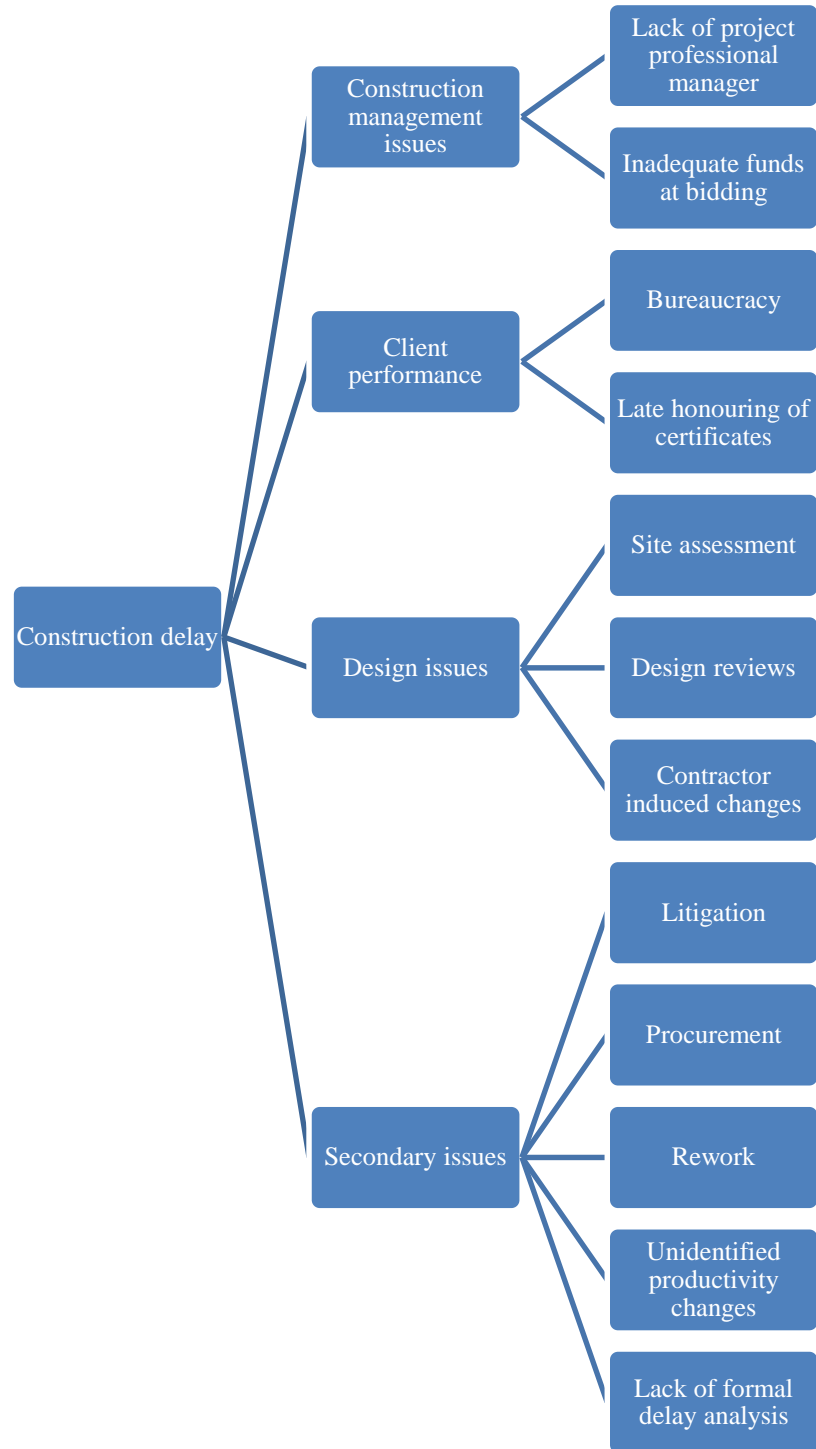 Construction delay
Construction
management
issues
Lack of project
professional
manager
Inadequate funds
at bidding
Client
performance
Bureaucracy
Late honouring of
certificates
Design issues
Site assessment
Design reviews
Contractor
induced changes
Secondary issues
Litigation
Procurement
Rework
Unidentified
productivity
changes
Lack of formal
delay analysis